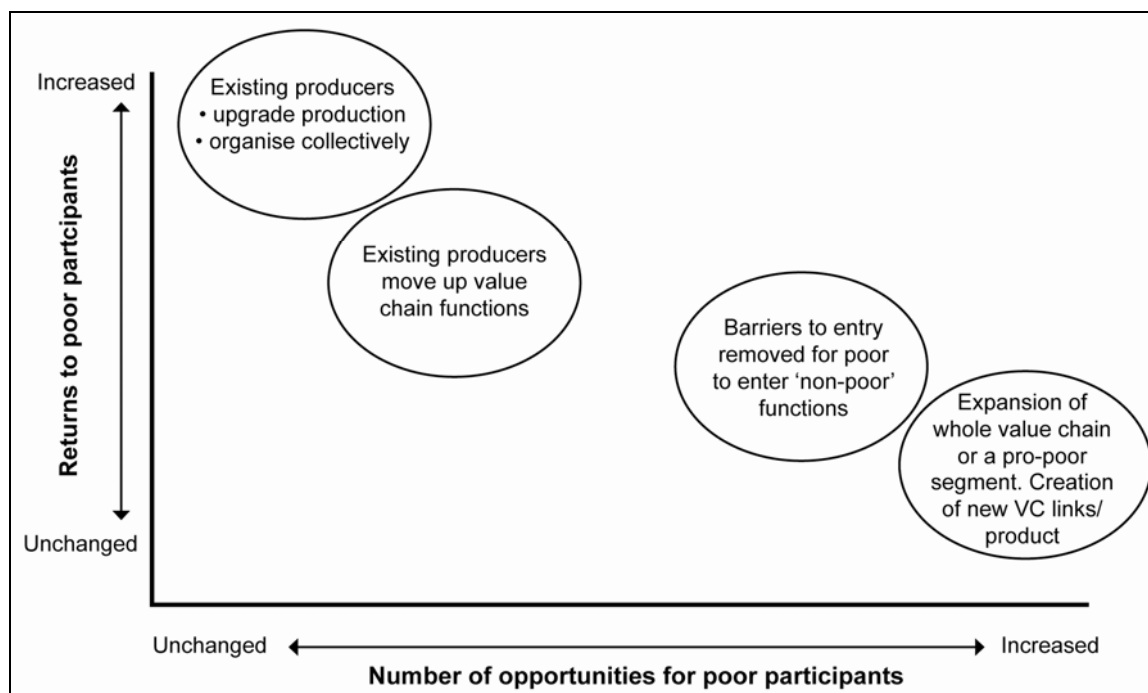 Increased
Returns to poor partcipants
Unchanged
Existing producers
• upgrade production
• organise collectively
Existing producers
move up value
chain functions
Barriers to entry
removed for poor
to enter ‘non-poor’
functions
Expansion of
whole value chain
or a pro-poor
segment. Creation
of new VC links/
product
Unchanged
Increased
Number of opportunities for poor participants